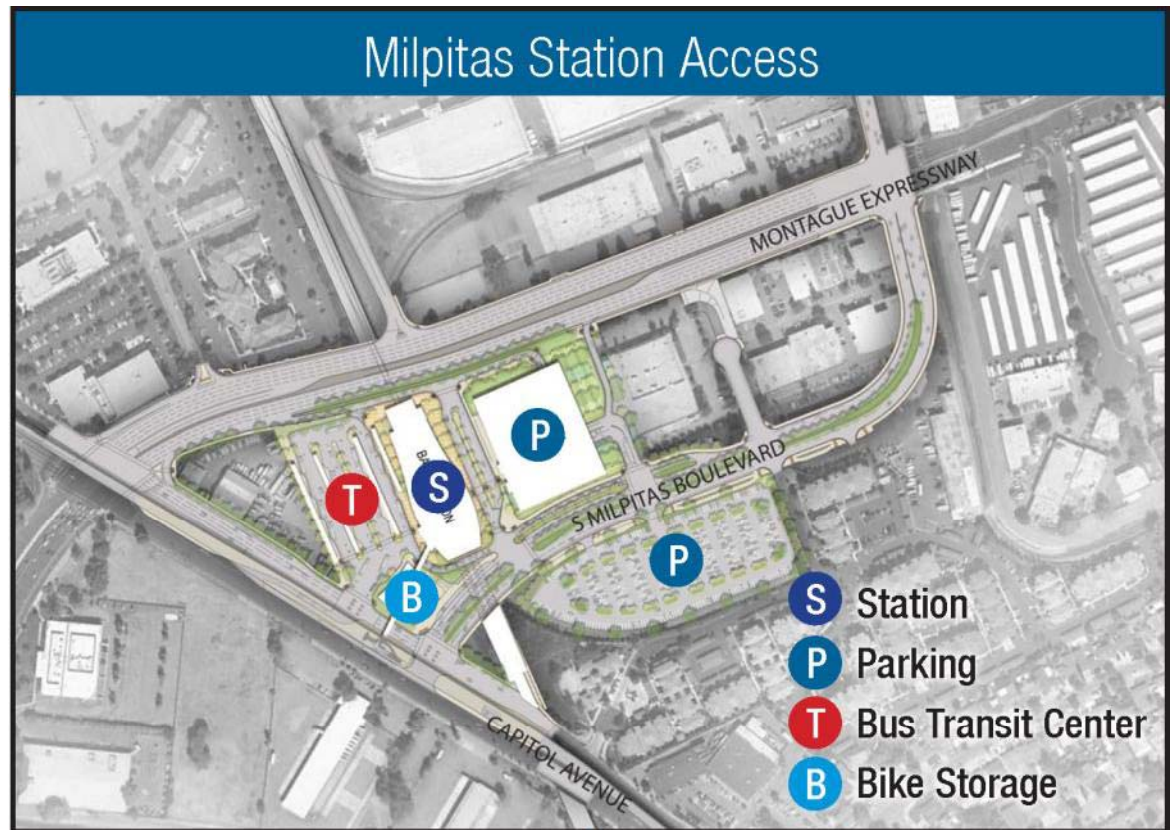 Milpitas Station Access
MONTAGUE EXPRESSWAY
P
S
T
S MILPITAS BOULEVARD
P
B
CAPITOL AVENUE
S Station
P Parking
T Bus Transit Center
B Bike Storage